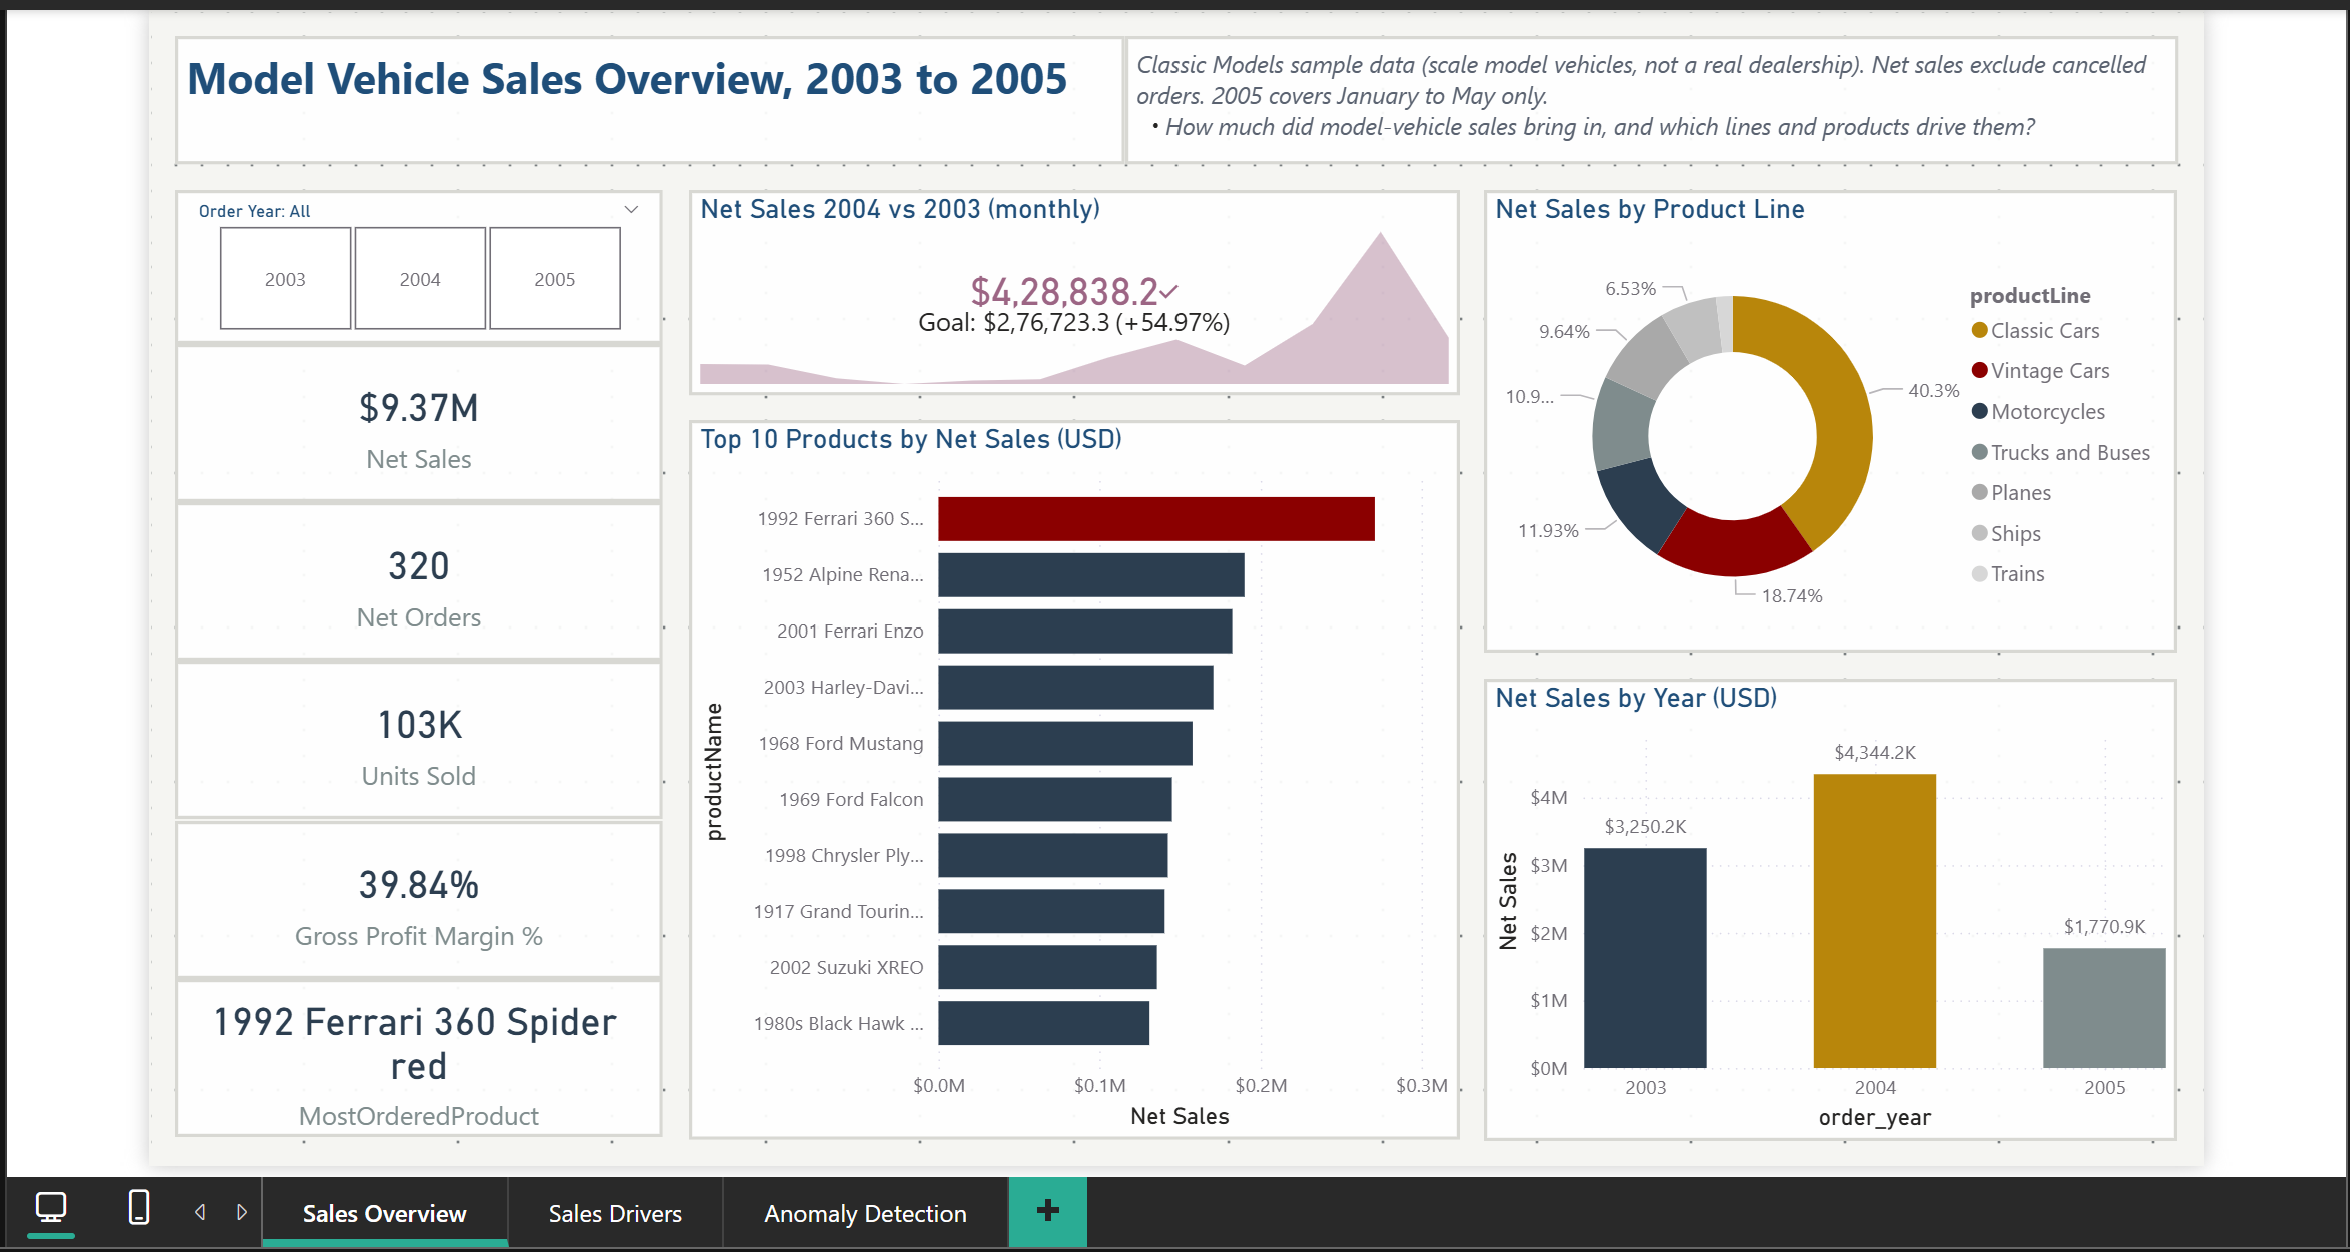 Model Vehicle Sales Overview, 2003 to 2005
Classic Models sample data (scale model vehicles, not a real dealership). Net sales exclude cancelled
orders. 2005 covers January to May only.
• How much did model-vehicle sales bring in, and which lines and products drive them?
Order Year: All
2003
2004
2005
$9.37M
Net Sales
320
Net Orders
103K
Units Sold
39.84%
Gross Profit Margin %
1992 Ferrari 360 Spider
red
MostOrderedProduct
Net Sales 2004 vs 2003 (monthly)
$4,28,838.2✓
Goal: $2,76,723.3 (+54.97%)
Top 10 Products by Net Sales (USD)
productName
1992 Ferrari 360 S...
1952 Alpine Rena...
2001 Ferrari Enzo
2003 Harley-Davi...
1968 Ford Mustang
1969 Ford Falcon
1998 Chrysler Ply...
1917 Grand Tourin...
2002 Suzuki XREO
1980s Black Hawk ...
$0.0M
$0.1M
$0.2M
$0.3M
Net Sales
Net Sales by Product Line
6.53%
9.64%
10.9...
11.93%
18.74%
40.3%
productLine
Classic Cars
Vintage Cars
Motorcycles
Trucks and Buses
Planes
Ships
Trains
Net Sales by Year (USD)
Net Sales
$4M
$3M
$2M
$1M
$0M
$3,250.2K
$4,344.2K
$1,770.9K
2003
2004
2005
order_year
Sales Overview
Sales Drivers
Anomaly Detection
+